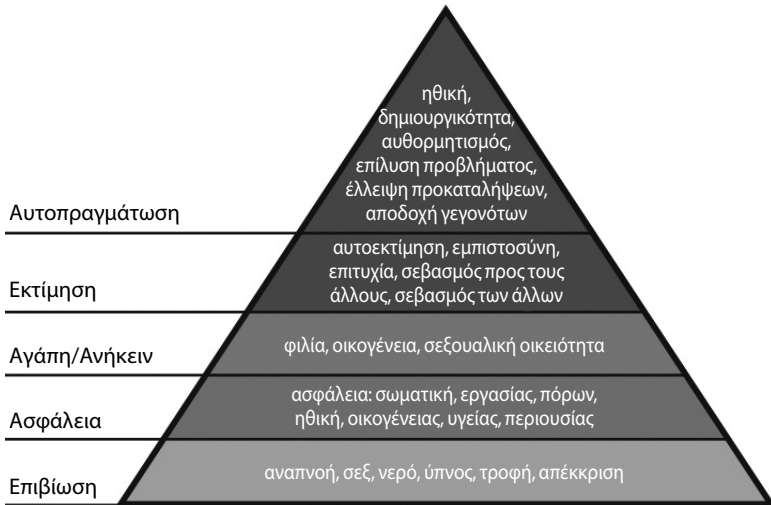 ηθική,
δημιουργικότητα,
αυθορμητισμός,
επίλυση προβλήματος,
έλλειψη προκαταλήψεων,
αποδοχή γεγονότων
Αυτοπραγμάτωση
αυτοεκτίμηση, εμπιστοσύνη,
επιτυχία, σεβασμός προς τους
άλλους, σεβασμός των άλλων
Εκτίμηση
φιλία, οικογένεια, σεξουαλική οικειότητα
Αγάπη/Ανήκειν
ασφάλεια: σωματική, εργασίας, πόρων,
ηθική, οικογένειας, υγείας, περιουσίας
Ασφάλεια
αναπνοή, σεξ, νερό, ύπνος, τροφή, απέκκριση
Επιβίωση